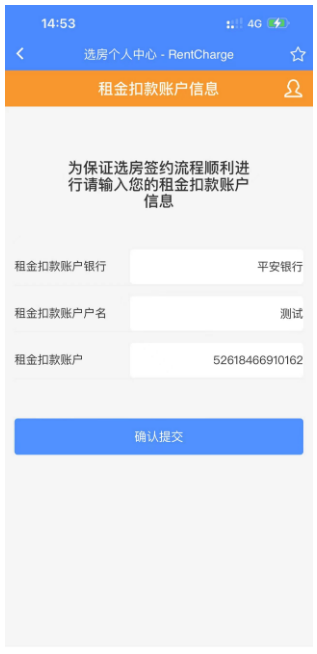 14:53
4G
选房个人中心 - RentCharge
租金扣款账户信息
为保证选房签约流程顺利进
行请输入您的租金扣款账户
信息
租金扣款账户银行
平安银行
租金扣款账户户名
测试
租金扣款账户
52618466910162
确认提交